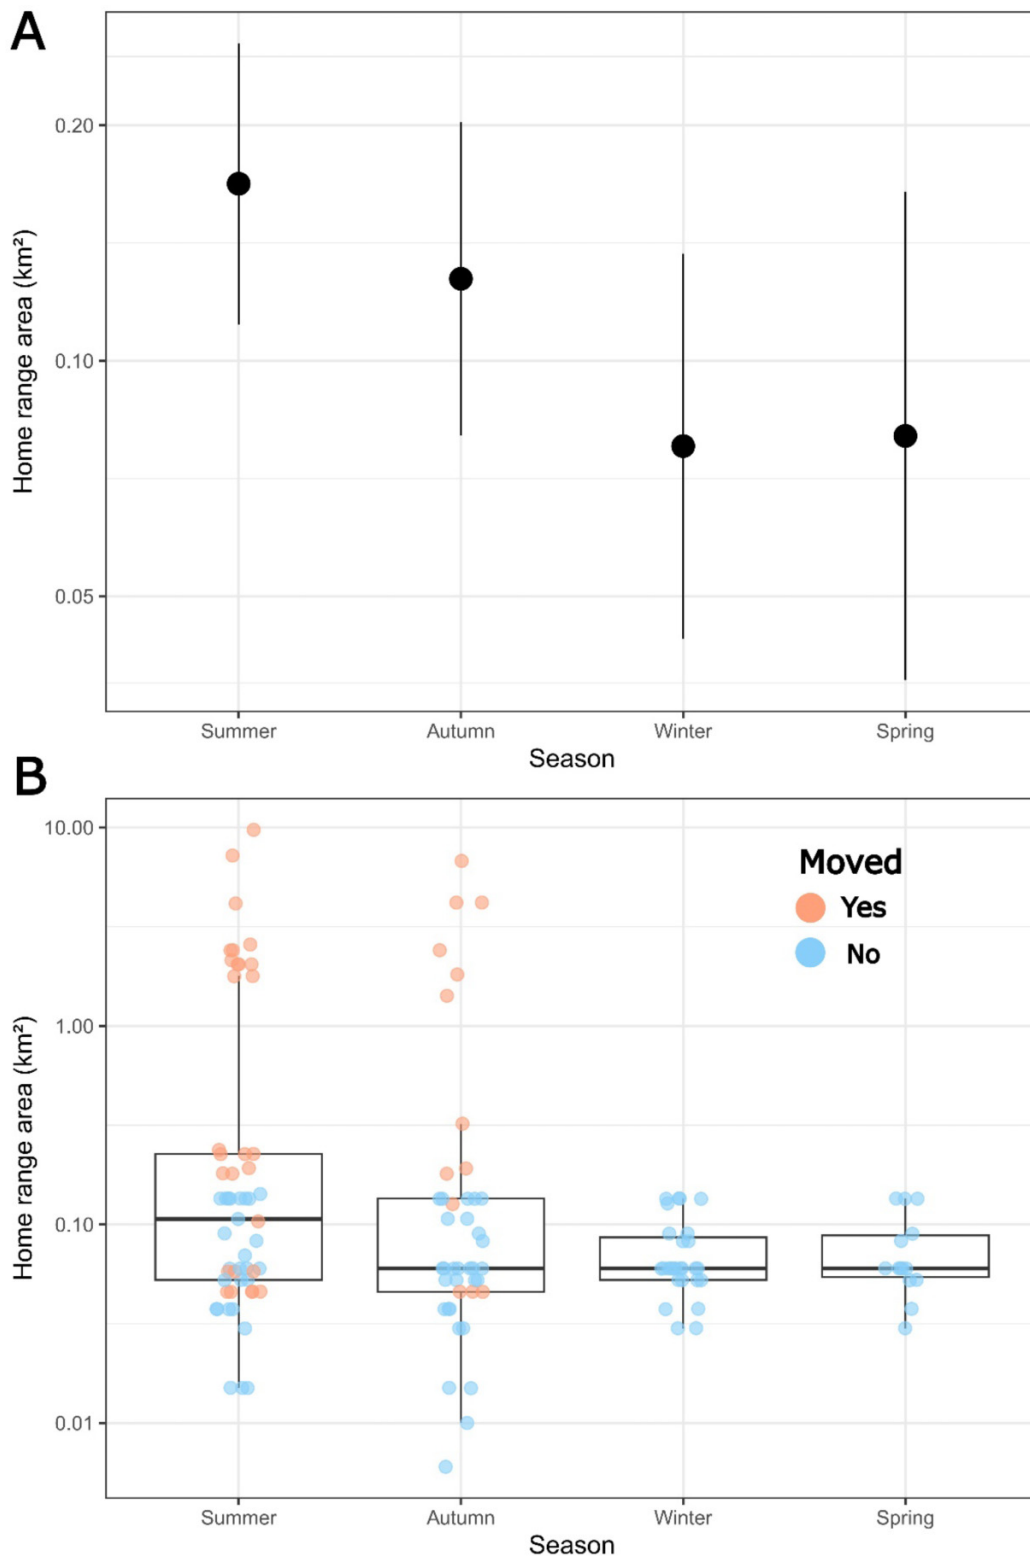 A
Home range area (km²)
0.20
0.10
0.05
Summer Autumn Winter Spring
Season
B
Home range area (km²)
10.00
1.00
0.10
0.01
Moved
Yes
No
Summer Autumn Winter Spring
Season